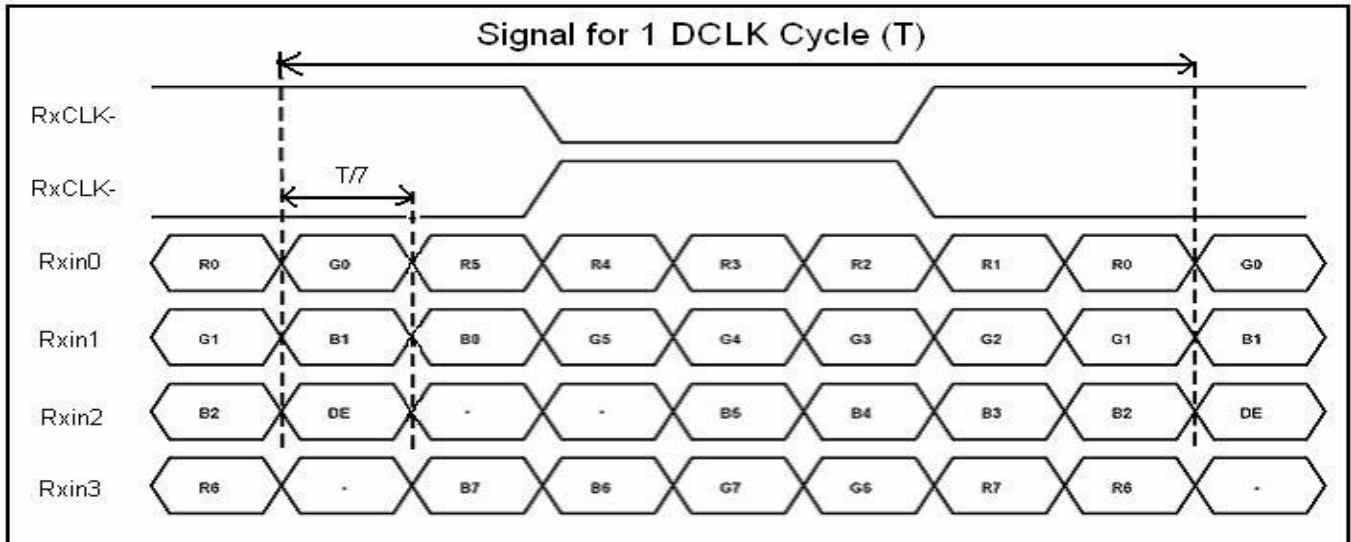 Signal for 1 DCLK Cycle (T)
RxCLK-
RxCLK-
T/7
Rxin0 R0 G0 R5 R4 R3 R2 R1 R0 G0
Rxin1 G1 B1 B0 G5 G4 G3 G2 G1 B1
Rxin2 B2 DE - - B5 B4 B3 B2 DE
Rxin3 R6 - B7 B6 G7 G6 R7 R6 -